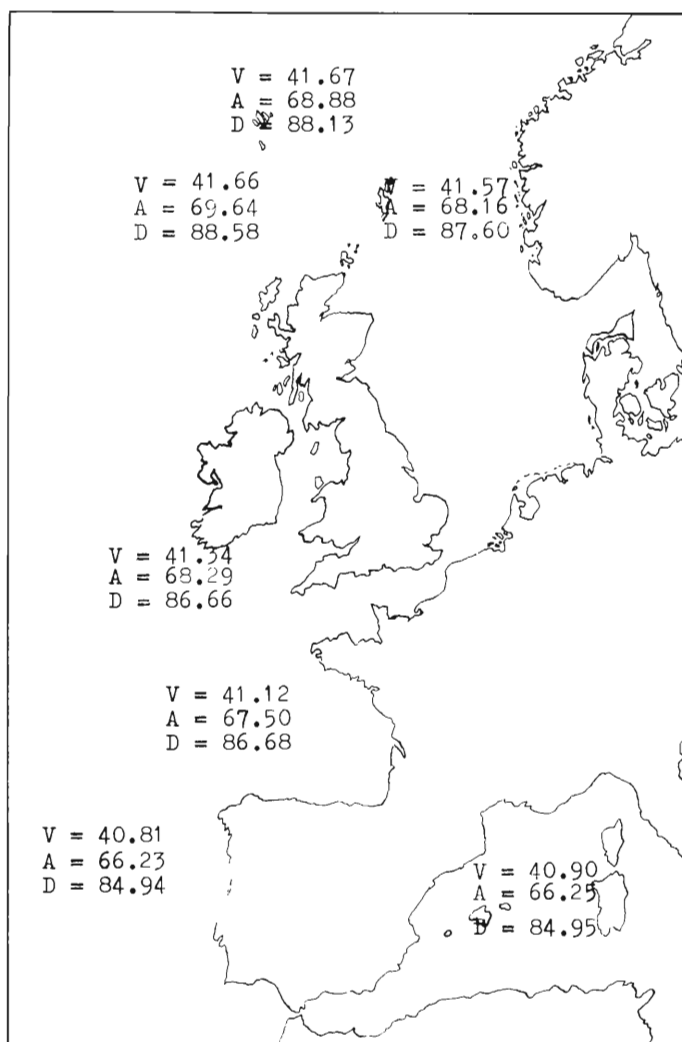 V = 41.67
A = 68.88
D = 88.13
V = 41.66
A = 69.64
D = 88.58
V = 41.57
A = 68.16
D = 87.60
V = 41.34
A = 68.29
D = 86.66
V = 41.12
A = 67.50
D = 86.68
V = 40.81
A = 66.23
D = 84.94
V = 40.90
A = 66.25
D = 84.95